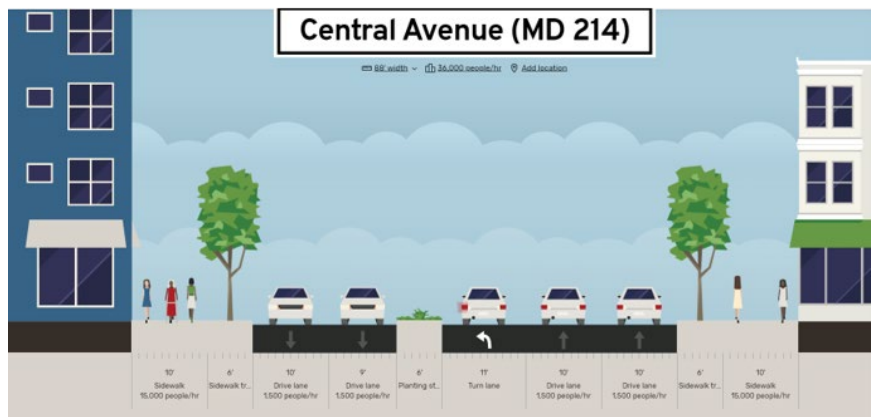 Central Avenue (MD 214)
88' width 36,000 people/hr Add location
10' 6' 10' 9' 6' 11' 10' 10' 6' 10'
Sidewalk Sidewalk tr... Drive lane Drive lane Planting st... Turn lane Drive lane Drive lane Sidewalk tr... Sidewalk
15,000 people/hr 1,500 people/hr 1,500 people/hr 1,500 people/hr 1,500 people/hr 15,000 people/hr